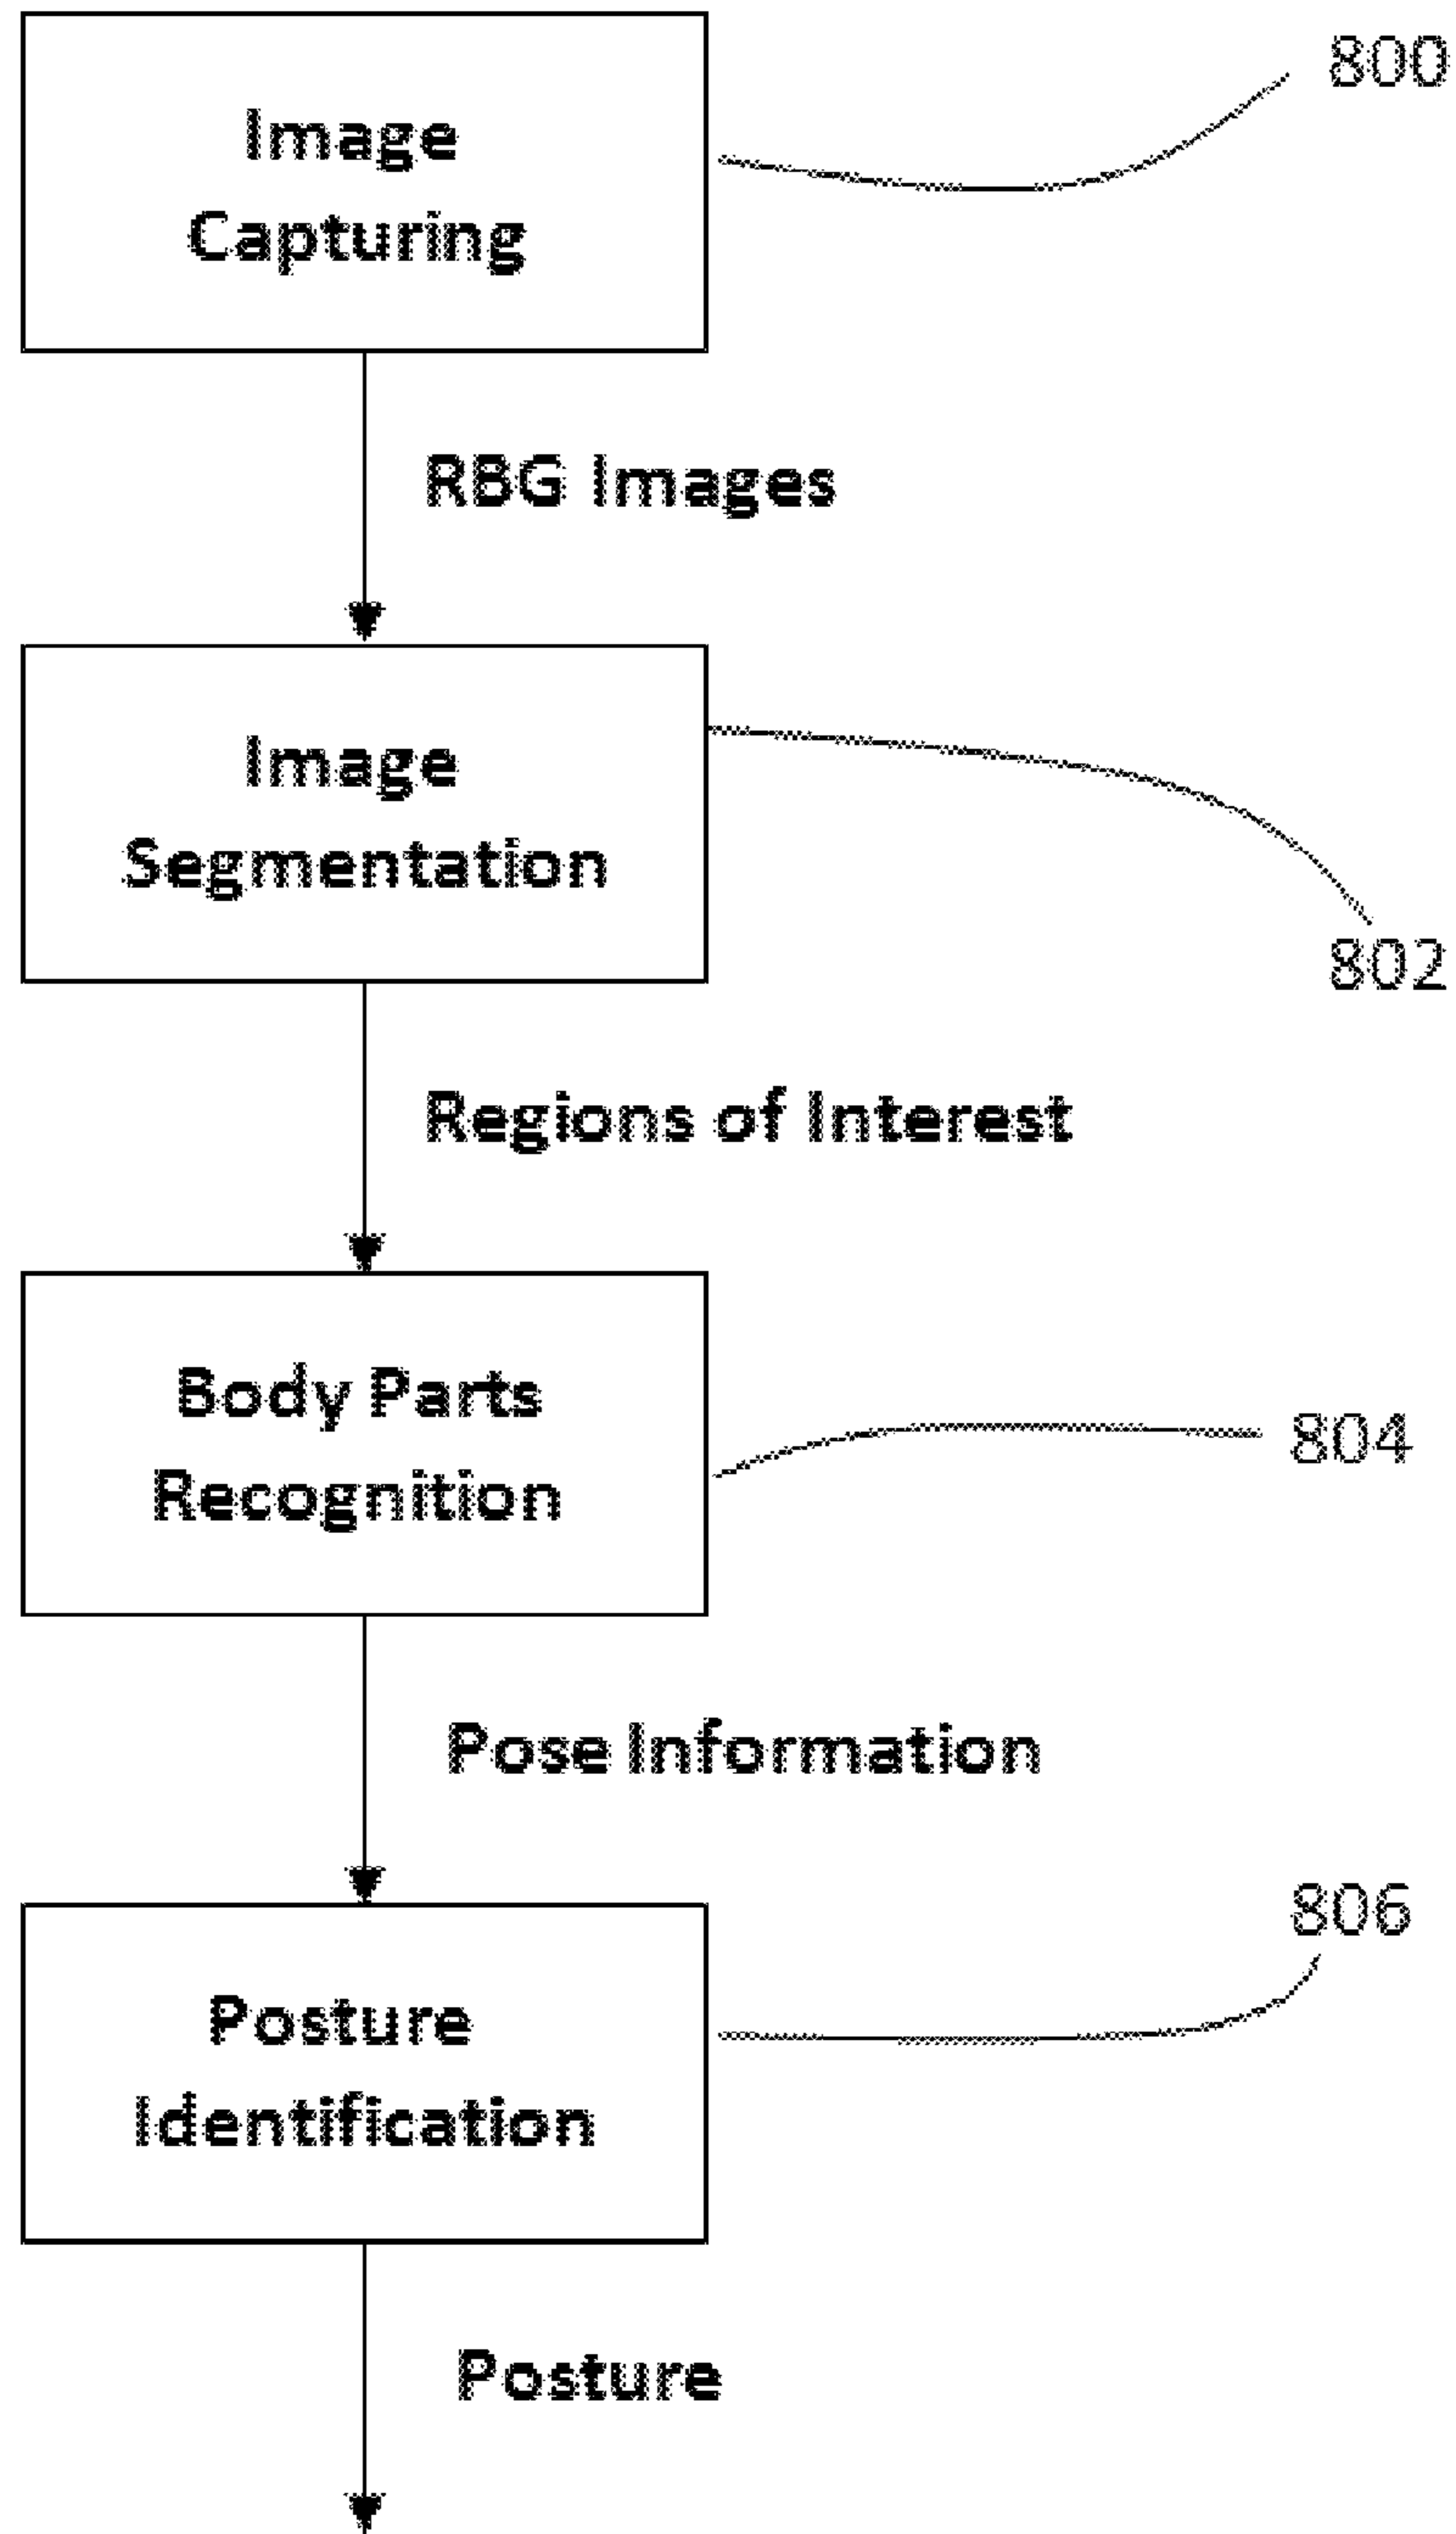 Image
Capturing
800
RBG Images
Image
Segmentation
802
Regions of Interest
Body Parts
Recognition
804
Pose Information
806
Posture
Identification
Posture